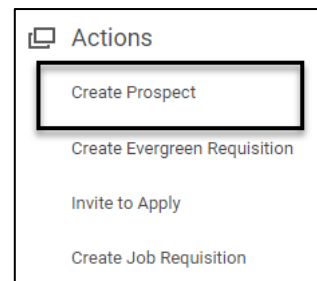 Actions
Create Prospect
Create Evergreen Requisition
Invite to Apply
Create Job Requisition